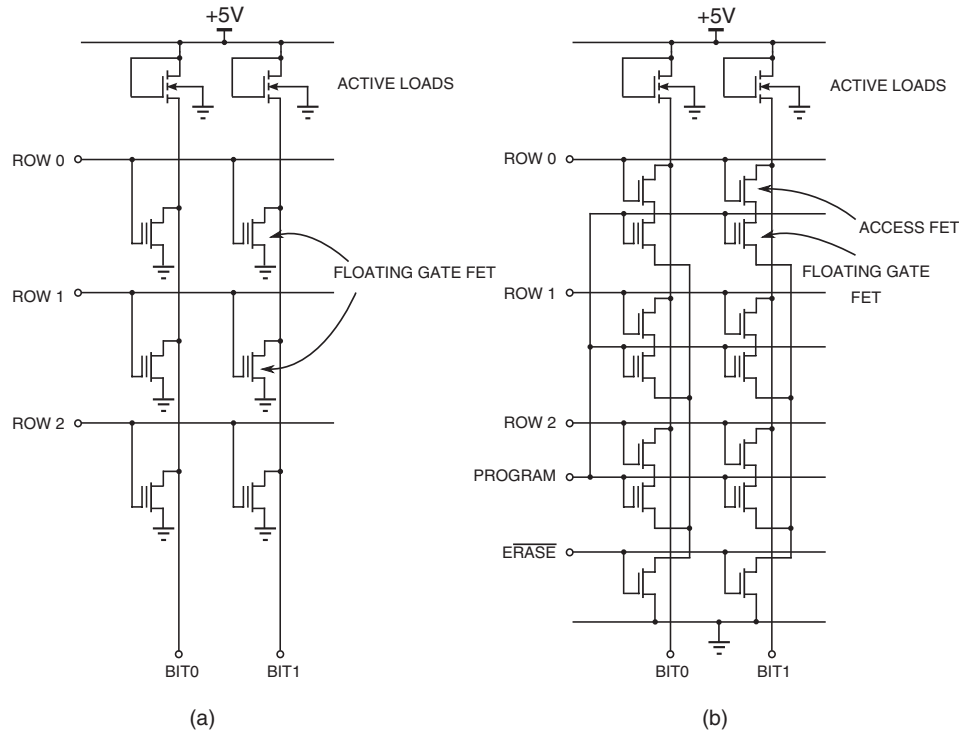 +5V
ACTIVE LOADS
ROW 0
FLOATING GATE FET
ROW 1
ROW 2
BIT0
BIT1
(a)
+5V
ACTIVE LOADS
ROW 0
ACCESS FET
FLOATING GATE
FET
ROW 1
ROW 2
PROGRAM
ERASE
BIT0
BIT1
(b)